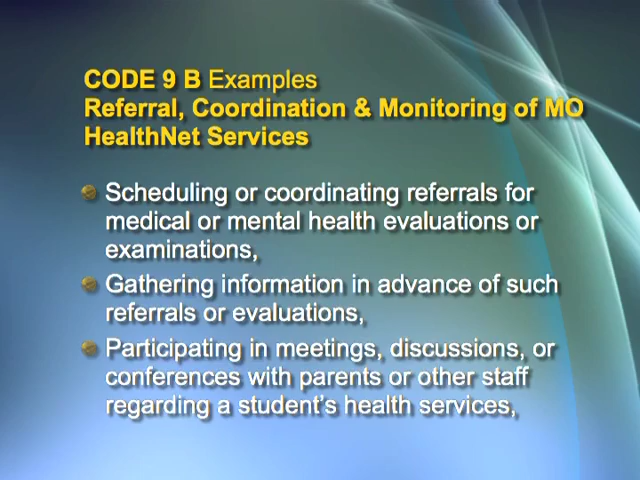 CODE 9 B Examples
Referral, Coordination & Monitoring of MO
HealthNet Services
Scheduling or coordinating referrals for
medical or mental health evaluations or
examinations,
Gathering information in advance of such
referrals or evaluations,
Participating in meetings, discussions, or
conferences with parents or other staff
regarding a student’s health services,